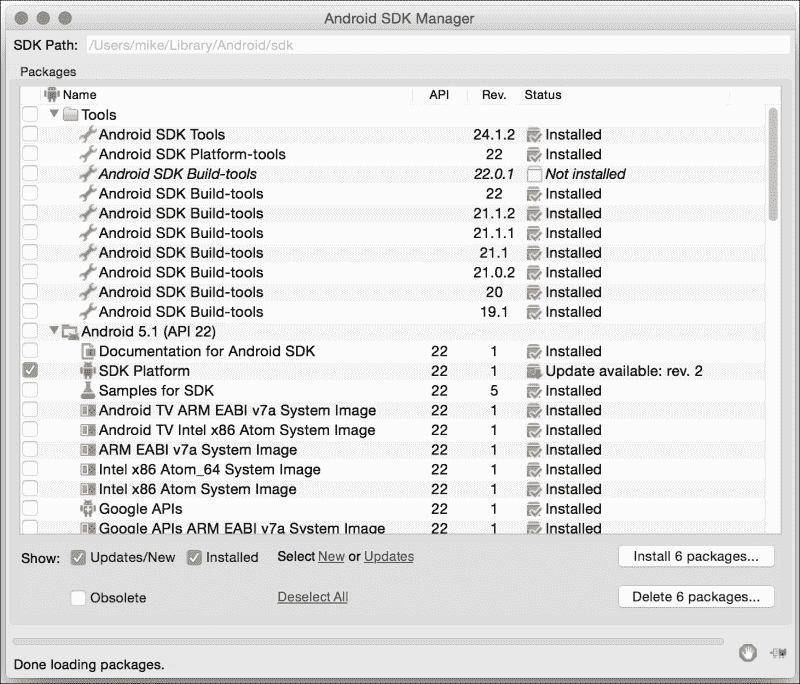 Android SDK Manager
SDK Path: /Users/mike/Library/Android/sdk
Packages
Name API Rev. Status
Tools
Android SDK Tools 24.1.2 Installed
Android SDK Platform-tools 22 Installed
Android SDK Build-tools 22.0.1 Not installed
Android SDK Build-tools 22 Installed
Android SDK Build-tools 21.1.2 Installed
Android SDK Build-tools 21.1.1 Installed
Android SDK Build-tools 21.1 Installed
Android SDK Build-tools 21.0.2 Installed
Android SDK Build-tools 20 Installed
Android SDK Build-tools 19.1 Installed
Android 5.1 (API 22)
Documentation for Android SDK 22 1 Installed
SDK Platform 22 1 Update available: rev. 2
Samples for SDK 22 5 Installed
Android TV ARM EABI v7a System Image 22 1 Installed
Android TV Intel x86 Atom System Image 22 1 Installed
ARM EABI v7a System Image 22 1 Installed
Intel x86 Atom_64 System Image 22 1 Installed
Intel x86 Atom System Image 22 1 Installed
Google APIs 22 1 Installed
Google APIs ARM EABI v7a System Image 22 1 Installed
Show: Updates/New Installed Select New or Updates Install 6 packages...
Obsolete Deselect All Delete 6 packages...
Done loading packages.